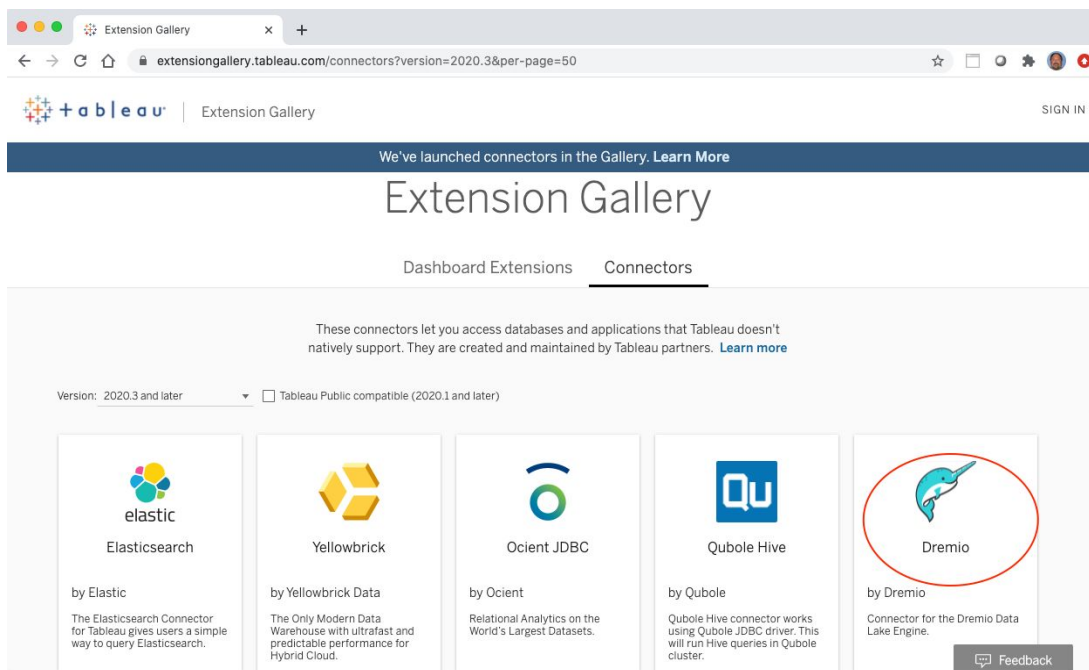 Extension Gallery
extensiongallery.tableau.com/connectors?version=2020.3&per-page=50
+ableau
Extension Gallery
SIGN IN
We've launched connectors in the Gallery. Learn More
Extension Gallery
Dashboard Extensions
Connectors
These connectors let you access databases and applications that Tableau doesn't
natively support. They are created and maintained by Tableau partners. Learn more
Version: 2020.3 and later
Tableau Public compatible (2020.1 and later)
elastic
Elasticsearch
by Elastic
The Elasticsearch Connector
for Tableau gives users a simple
way to query Elasticsearch.
Yellowbrick
by Yellowbrick Data
The Only Modern Data
Warehouse with ultrafast and
predictable performance for
Hybrid Cloud.
Ocient JDBC
by Ocient
Relational Analytics on the
World's Largest Datasets.
Qu
Qubole Hive
by Qubole
Qubole Hive connector works
using Qubole JDBC driver. This
will run Hive queries in Qubole
cluster.
Dremio
by Dremio
Connector for the Dremio Data
Lake Engine.
Feedback